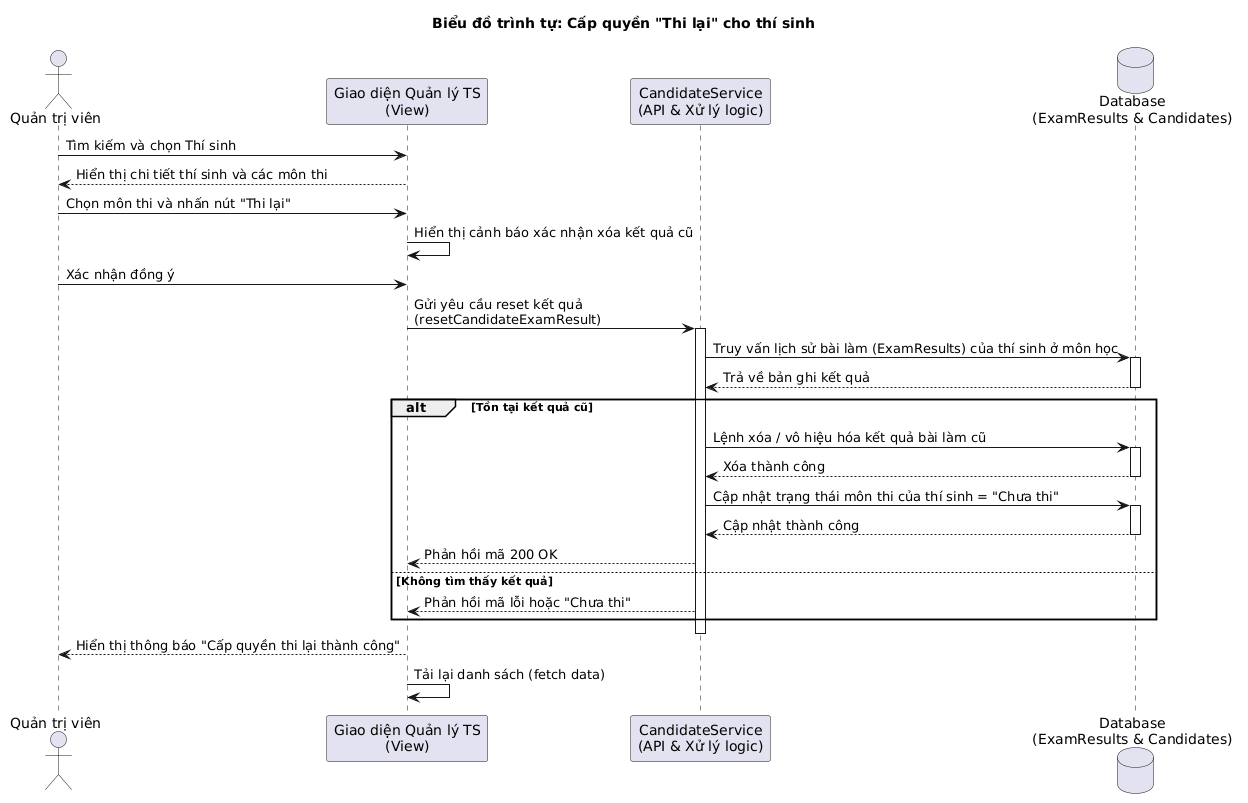 Biểu đồ trình tự: Cấp quyền "Thi lại" cho thí sinh
Quản trị viên
Giao diện Quản lý TS
(View)
CandidateService
(API & Xử lý logic)
Database
(ExamResults & Candidates)
Tìm kiếm và chọn Thí sinh
Hiển thị chi tiết thí sinh và các môn thi
Chọn môn thi và nhấn nút "Thi lại"
Hiển thị cảnh báo xác nhận xóa kết quả cũ
Xác nhận đồng ý
Gửi yêu cầu reset kết quả
(resetCandidateExamResult)
Truy vấn lịch sử bài làm (ExamResults) của thí sinh ở môn học
Trả về bản ghi kết quả
alt [Tồn tại kết quả cũ]
Lệnh xóa / vô hiệu hóa kết quả bài làm cũ
Xóa thành công
Cập nhật trạng thái môn thi của thí sinh = "Chưa thi"
Cập nhật thành công
Phản hồi mã 200 OK
[Không tìm thấy kết quả]
Phản hồi mã lỗi hoặc "Chưa thi"
Hiển thị thông báo "Cấp quyền thi lại thành công"
Tải lại danh sách (fetch data)
Quản trị viên
Giao diện Quản lý TS
(View)
CandidateService
(API & Xử lý logic)
Database
(ExamResults & Candidates)